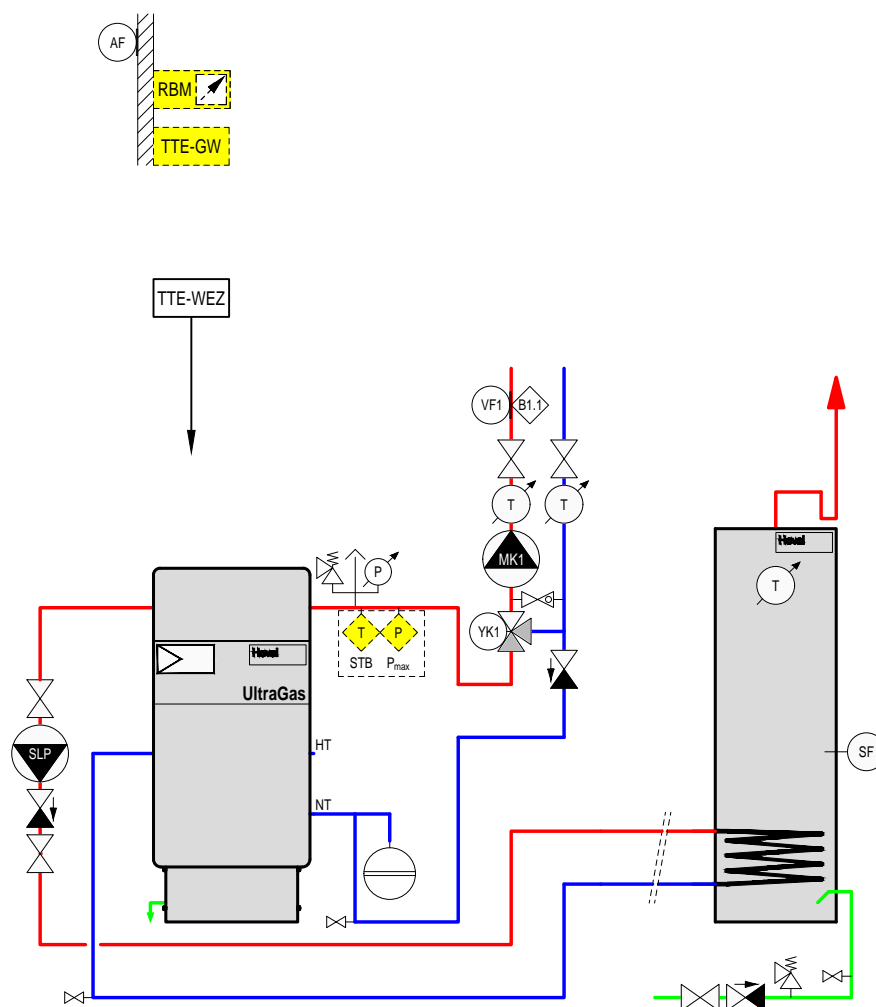 AF
RBM
TTE-GW
TTE-WEZ
VF1 B1.1
T T
MK1
P
Hoval
T
T P
YK1
STB Pmax
Hoval
UltraGas
SLP
HT
SF
NT